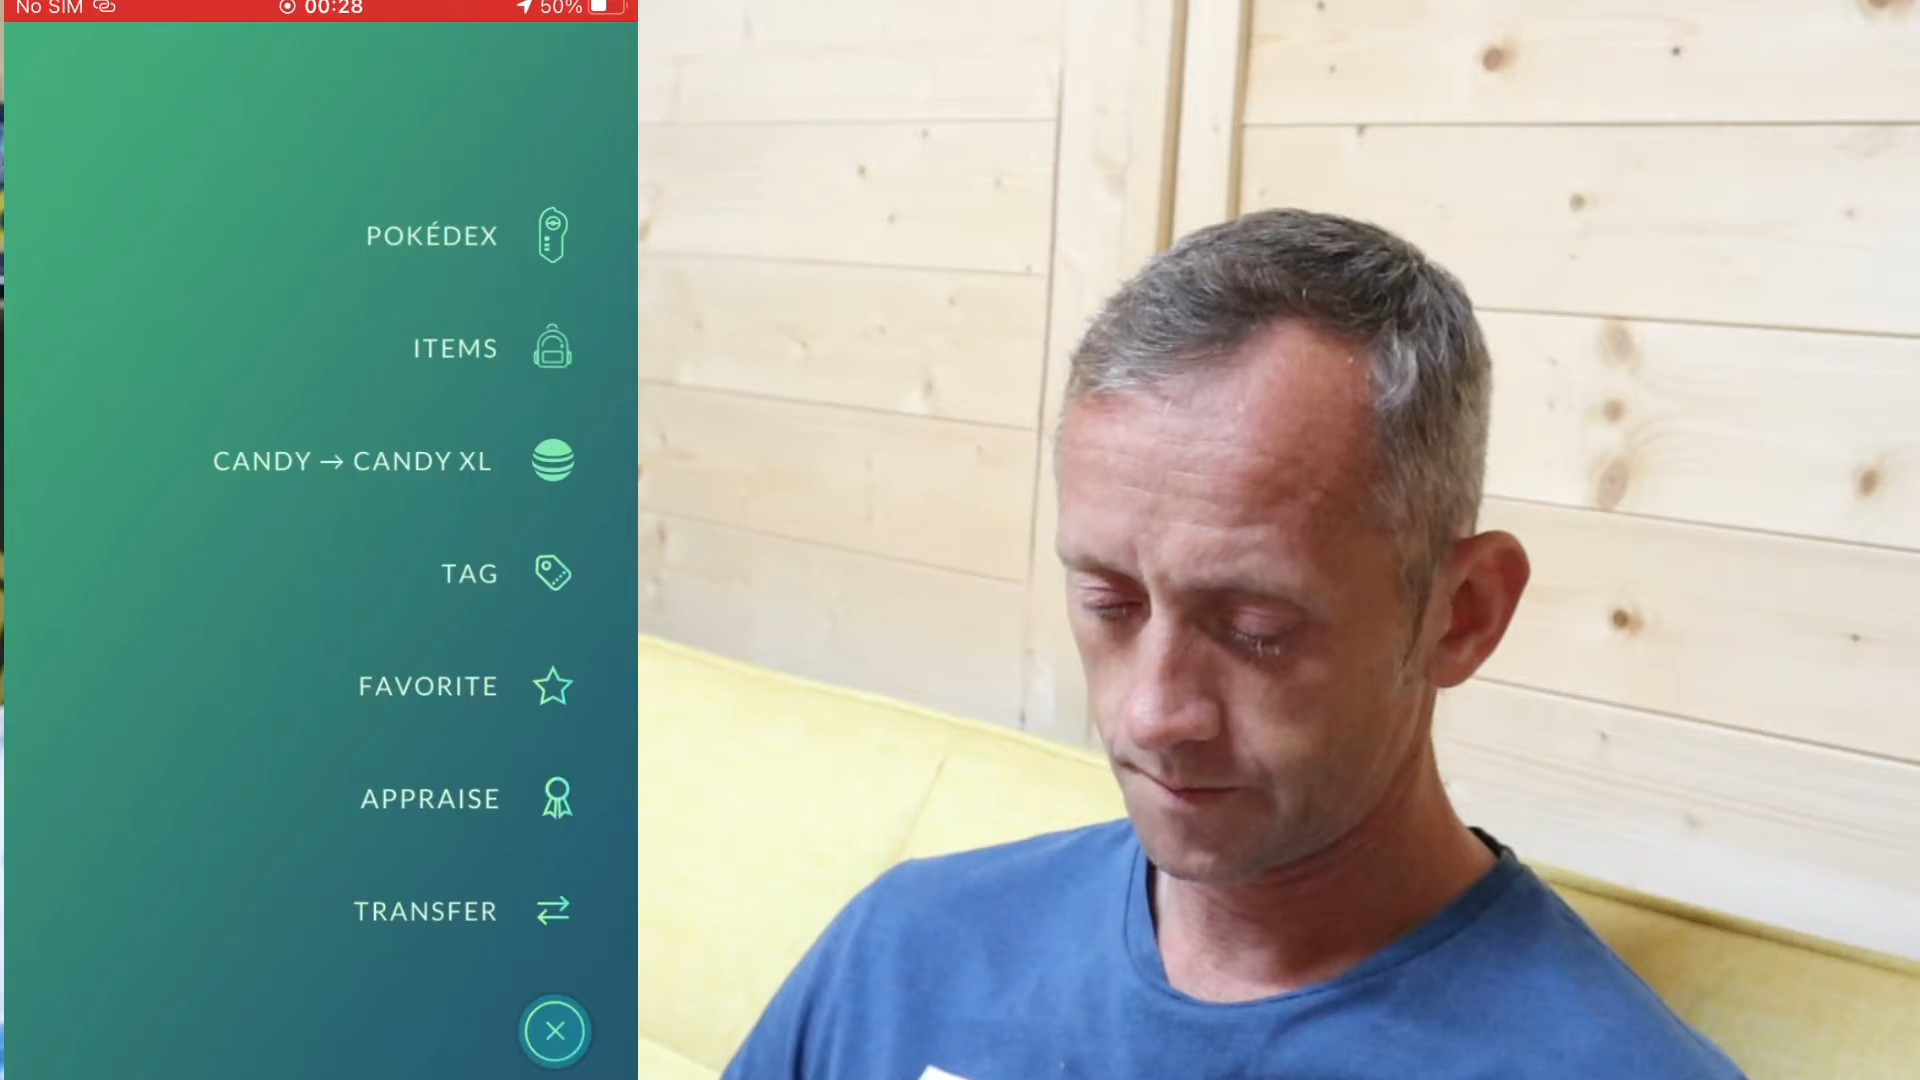 No SIM 00:28 50%
POKÉDEX
ITEMS
CANDY → CANDY XL
TAG
FAVORITE
APPRAISE
TRANSFER